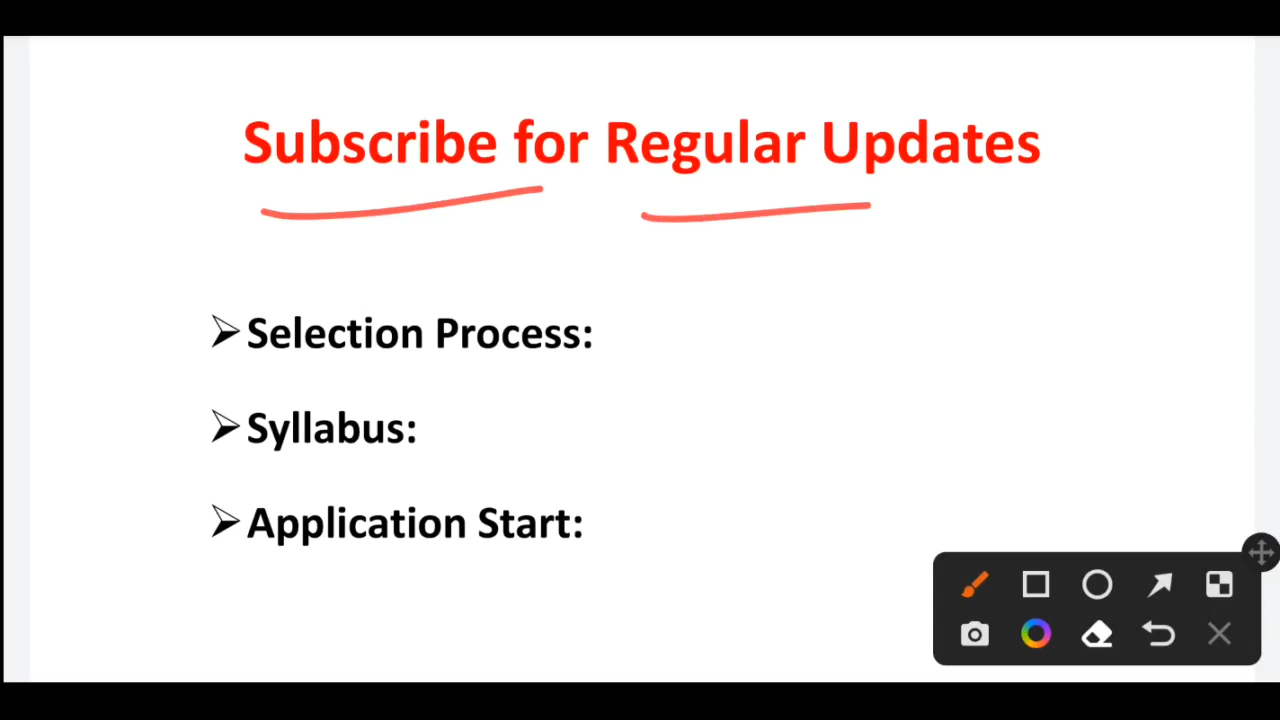 Subscribe for Regular Updates
Selection Process:
Syllabus:
Application Start: